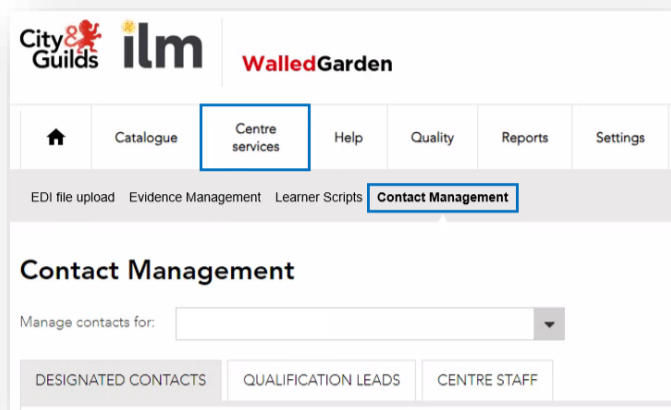 City& Guilds ilm
WalledGarden
Catalogue Centre services Help Quality Reports Settings
EDI file upload Evidence Management Learner Scripts Contact Management
Contact Management
Manage contacts for:
DESIGNATED CONTACTS QUALIFICATION LEADS CENTRE STAFF